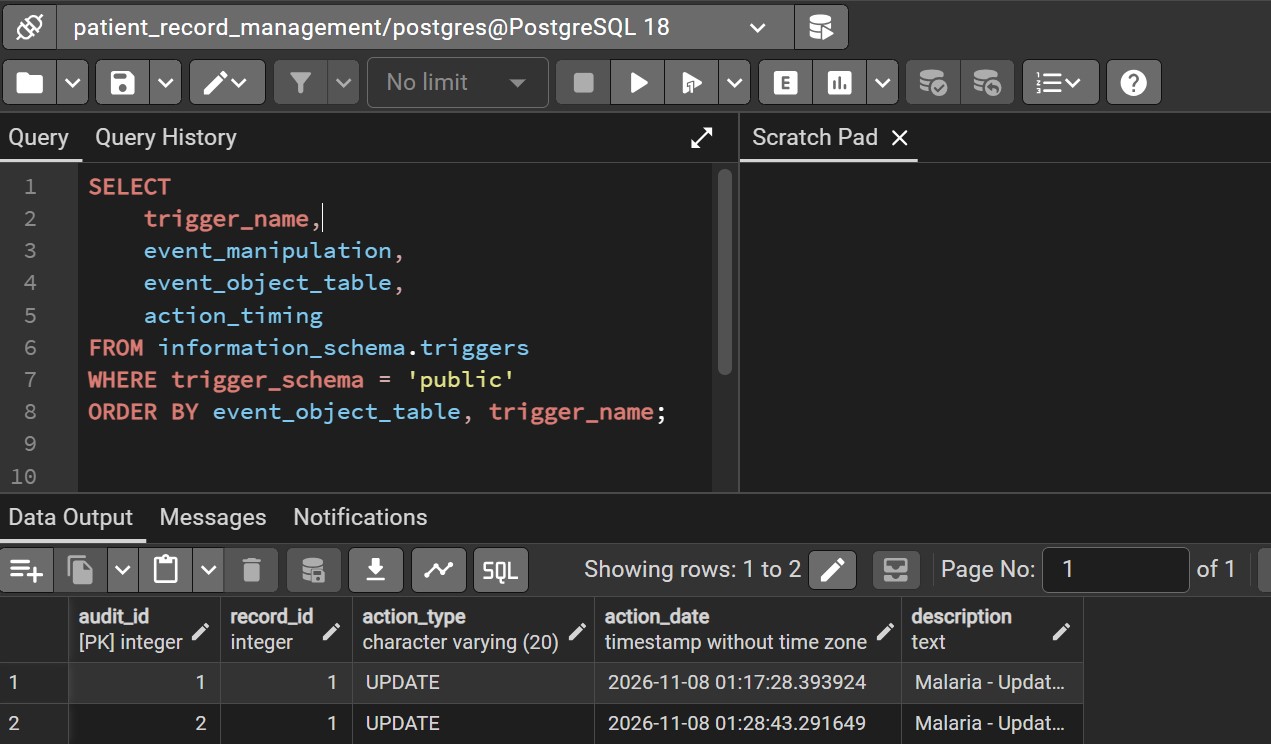 patient_record_management/postgres@PostgreSQL 18
No limit
E
Query Query History
Scratch Pad
1 SELECT
2 trigger_name,
3 event_manipulation,
4 event_object_table,
5 action_timing
6 FROM information_schema.triggers
7 WHERE trigger_schema = 'public'
8 ORDER BY event_object_table, trigger_name;
9
10
Data Output Messages Notifications
SQL Showing rows: 1 to 2 Page No: 1 of 1
audit_id record_id action_type action_date description
[PK] integer integer character varying (20) timestamp without time zone text
1 1 1 UPDATE 2026-11-08 01:17:28.393924 Malaria - Updat...
2 2 1 UPDATE 2026-11-08 01:28:43.291649 Malaria - Updat...